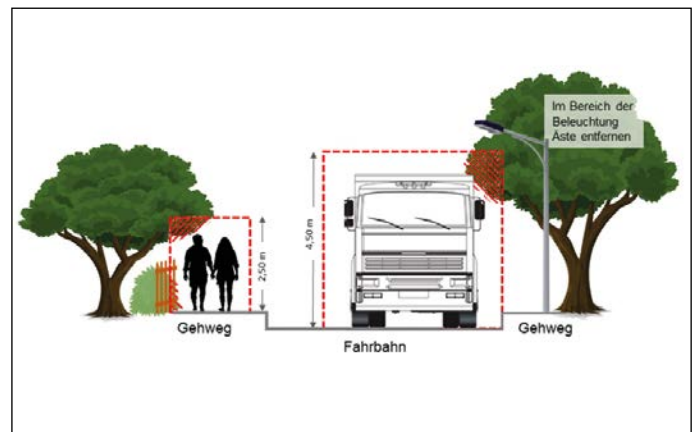 Im Bereich der
Beleuchtung
Äste entfernen
4,50 m
2,50 m
Gehweg
Fahrbahn
Gehweg